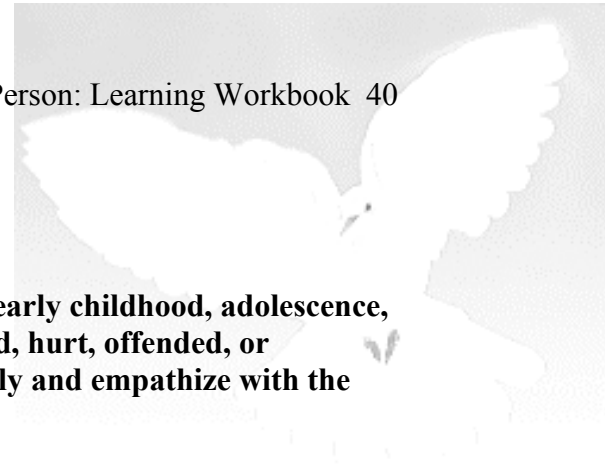 Person: Learning Workbook 40
early childhood, adolescence,
d, hurt, offended, or
ly and empathize with the